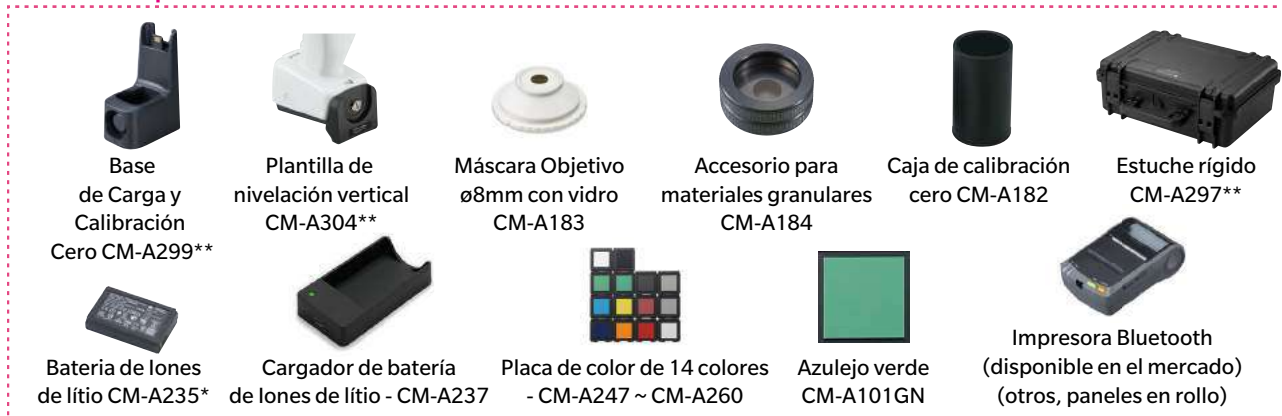 Base
de Carga y
Calibración
Cero CM-A299**
Plantilla de
nivelación vertical
CM-A304**
Máscara Objetivo
ø8mm con vidro
CM-A183
Accesorio para
materiales granulares
CM-A184
Caja de calibración
cero CM-A182
Estuche rígido
CM-A297**
Bateria de Iones
de lítio CM-A235*
Cargador de batería
de Iones de lítio - CM-A237
Placa de color de 14 colores
- CM-A247 ~ CM-A260
Azulejo verde
CM-A101GN
Impresora Bluetooth
(disponible en el mercado)
(otros, paneles en rollo)